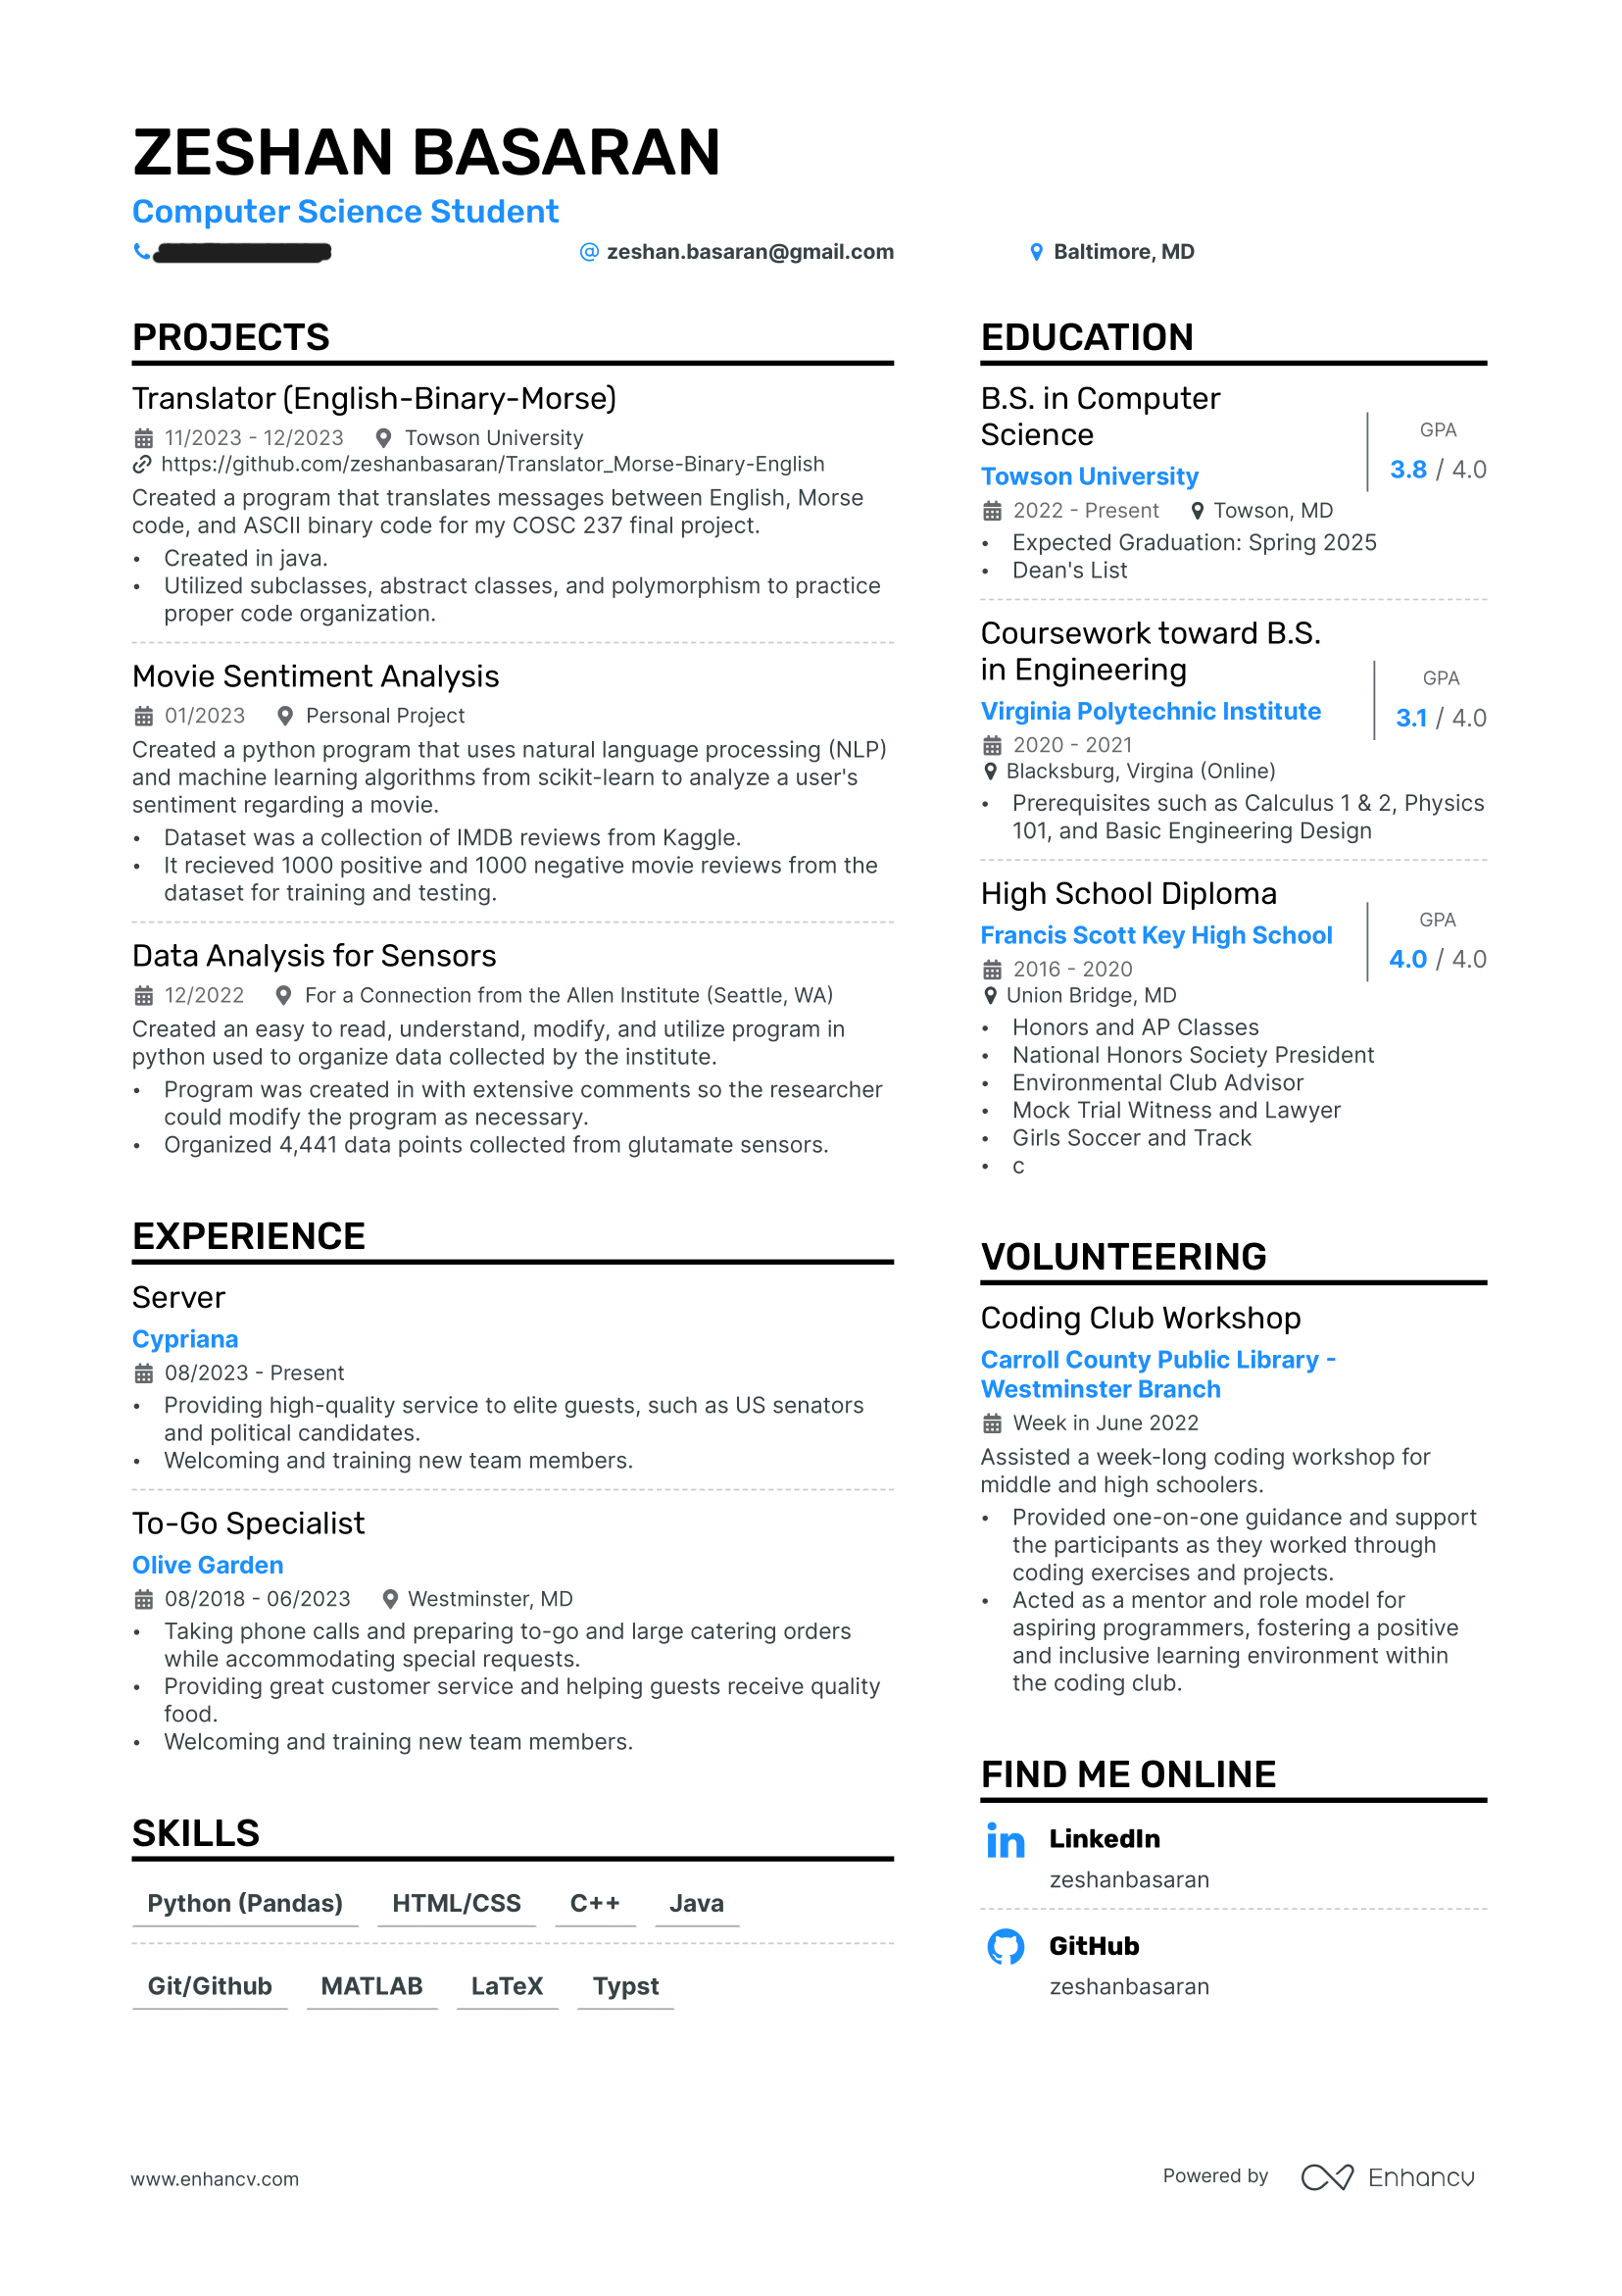 ZESHAN BASARAN
Computer Science Student
zeshan.basaran@gmail.com
Baltimore, MD
PROJECTS
Translator (English-Binary-Morse)
11/2023 - 12/2023 Towson University
https://github.com/zeshanbasaran/Translator_Morse-Binary-English
Created a program that translates messages between English, Morse
code, and ASCII binary code for my COSC 237 final project.
• Created in java.
• Utilized subclasses, abstract classes, and polymorphism to practice
proper code organization.
Movie Sentiment Analysis
01/2023 Personal Project
Created a python program that uses natural language processing (NLP)
and machine learning algorithms from scikit-learn to analyze a user's
sentiment regarding a movie.
• Dataset was a collection of IMDB reviews from Kaggle.
• It recieved 1000 positive and 1000 negative movie reviews from the
dataset for training and testing.
Data Analysis for Sensors
12/2022 For a Connection from the Allen Institute (Seattle, WA)
Created an easy to read, understand, modify, and utilize program in
python used to organize data collected by the institute.
• Program was created in with extensive comments so the researcher
could modify the program as necessary.
• Organized 4,441 data points collected from glutamate sensors.
EXPERIENCE
Server
Cypriana
08/2023 - Present
• Providing high-quality service to elite guests, such as US senators
and political candidates.
• Welcoming and training new team members.
To-Go Specialist
Olive Garden
08/2018 - 06/2023 Westminster, MD
• Taking phone calls and preparing to-go and large catering orders
while accommodating special requests.
• Providing great customer service and helping guests receive quality
food.
• Welcoming and training new team members.
SKILLS
Python (Pandas) HTML/CSS C++ Java
Git/Github MATLAB LaTeX Typst
EDUCATION
B.S. in Computer
Science
Towson University
2022 - Present Towson, MD
GPA
3.8 / 4.0
• Expected Graduation: Spring 2025
• Dean's List
Coursework toward B.S.
in Engineering
Virginia Polytechnic Institute
2020 - 2021
Blacksburg, Virgina (Online)
GPA
3.1 / 4.0
• Prerequisites such as Calculus 1 & 2, Physics
101, and Basic Engineering Design
High School Diploma
Francis Scott Key High School
2016 - 2020
Union Bridge, MD
GPA
4.0 / 4.0
• Honors and AP Classes
• National Honors Society President
• Environmental Club Advisor
• Mock Trial Witness and Lawyer
• Girls Soccer and Track
• c
VOLUNTEERING
Coding Club Workshop
Carroll County Public Library -
Westminster Branch
Week in June 2022
Assisted a week-long coding workshop for
middle and high schoolers.
• Provided one-on-one guidance and support
the participants as they worked through
coding exercises and projects.
• Acted as a mentor and role model for
aspiring programmers, fostering a positive
and inclusive learning environment within
the coding club.
FIND ME ONLINE
LinkedIn
zeshanbasaran
GitHub
zeshanbasaran
www.enhancv.com
Powered by Enhancv